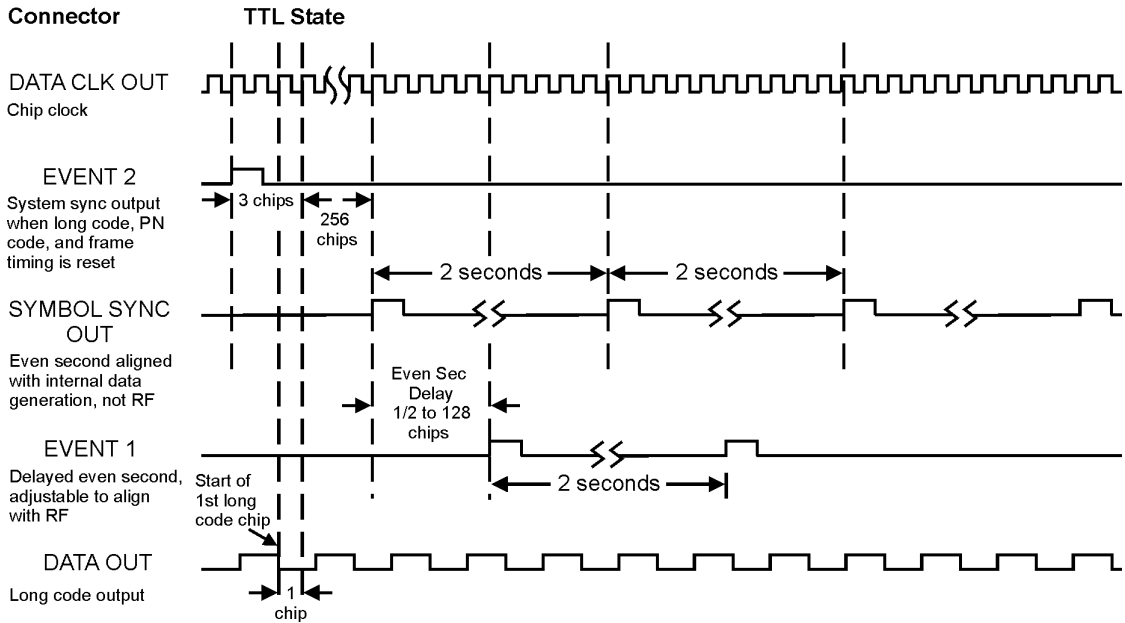 Connector TTL State
DATA CLK OUT
Chip clock
EVENT 2
System sync output
when long code, PN
code, and frame
timing is reset
3 chips
256
chips
2 seconds 2 seconds
SYMBOL SYNC
OUT
Even second aligned
with internal data
generation, not RF
Even Sec
Delay
1/2 to 128
chips
EVENT 1
Delayed even second,
adjustable to align
with RF
2 seconds
Start of
1st long
code chip
DATA OUT
Long code output
1
chip